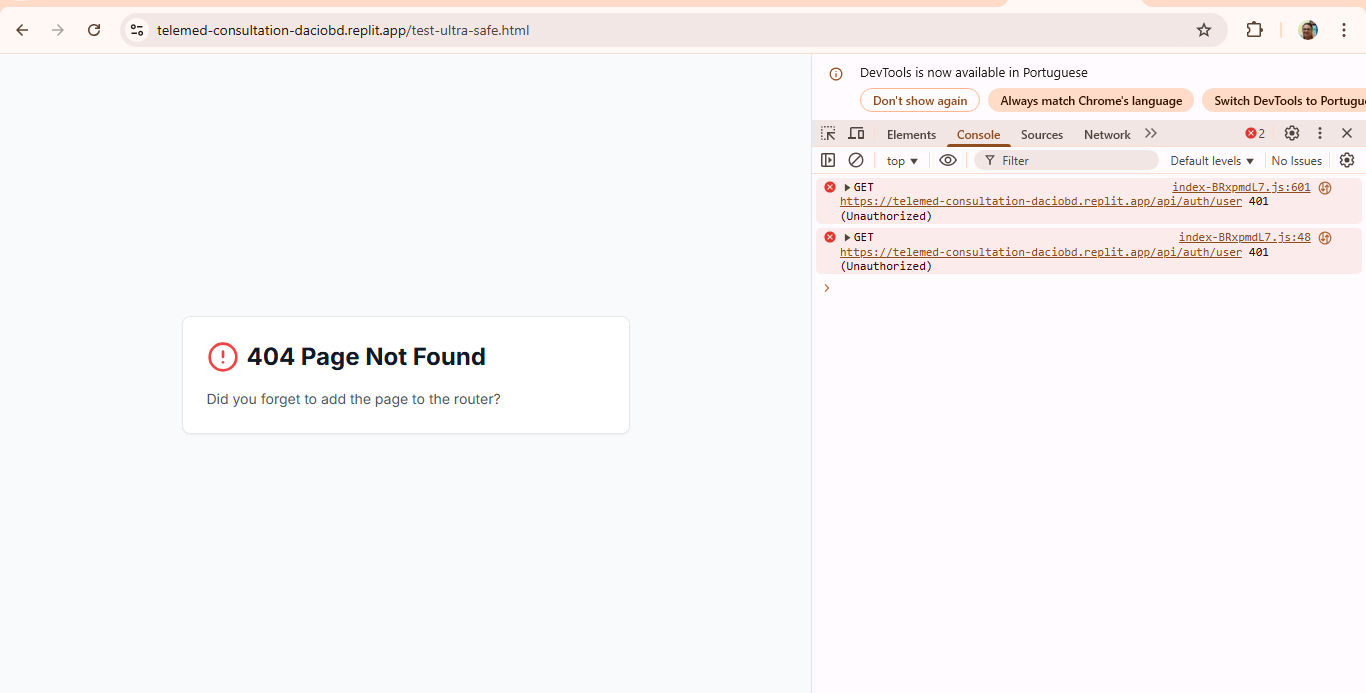 telemed-consultation-daciobd.replit.app/test-ultra-safe.html
DevTools is now available in Portuguese
Don't show again
Always match Chrome's language
Switch DevTools to Portugue
Elements
Console
Sources
Network
2
top
Filter
Default levels
No Issues
GET
index-BRxpmdL7.js:601
https://telemed-consultation-daciobd.replit.app/api/auth/user 401
(Unauthorized)
GET
index-BRxpmdL7.js:48
https://telemed-consultation-daciobd.replit.app/api/auth/user 401
(Unauthorized)
404 Page Not Found
Did you forget to add the page to the router?